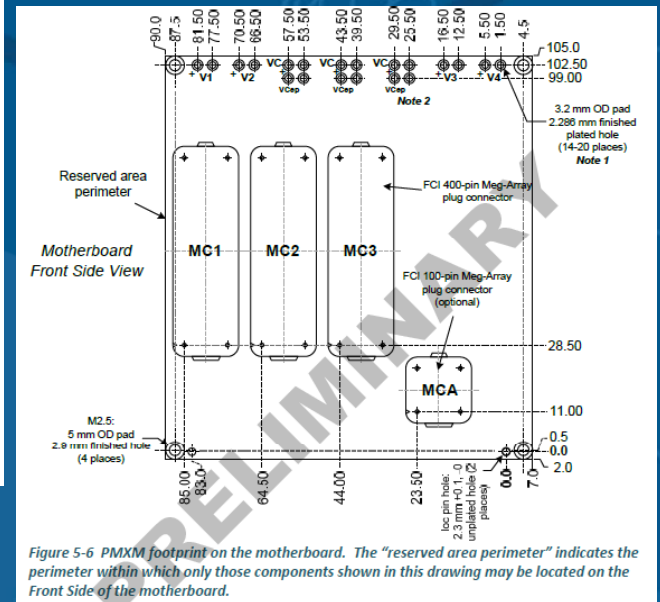 90.0
87.5
81.50
77.50
70.50
66.50
57.50
53.50
43.50
39.50
29.50
25.50
16.50
12.50
5.50
1.50
4.5
105.0
102.50
99.00
+ V1
+ V2
VC
+
VCep
VC
+
VCep
VC
+
VCep
+ V3
+ V4
Note 2
3.2 mm OD pad
2.286 mm finished
plated hole
(14-20 places)
Note 1
Reserved area
perimeter
FCI 400-pin Meg-Array
plug connector
Motherboard
Front Side View
MC1
MC2
MC3
FCI 100-pin Meg-Array
plug connector
(optional)
28.50
MCA
11.00
M2.5:
5 mm OD pad
2.9 mm finished hole
(4 places)
0.5
0.0
2.0
85.00
83.0
64.50
44.00
23.50
loc pin hole:
2.3 mm +0.1, -0
unplated hole (2
places)
0.0
7.0
PRELIMINARY
Figure 5-6 PMXM footprint on the motherboard. The "reserved area perimeter" indicates the
perimeter within which only those components shown in this drawing may be located on the
Front Side of the motherboard.